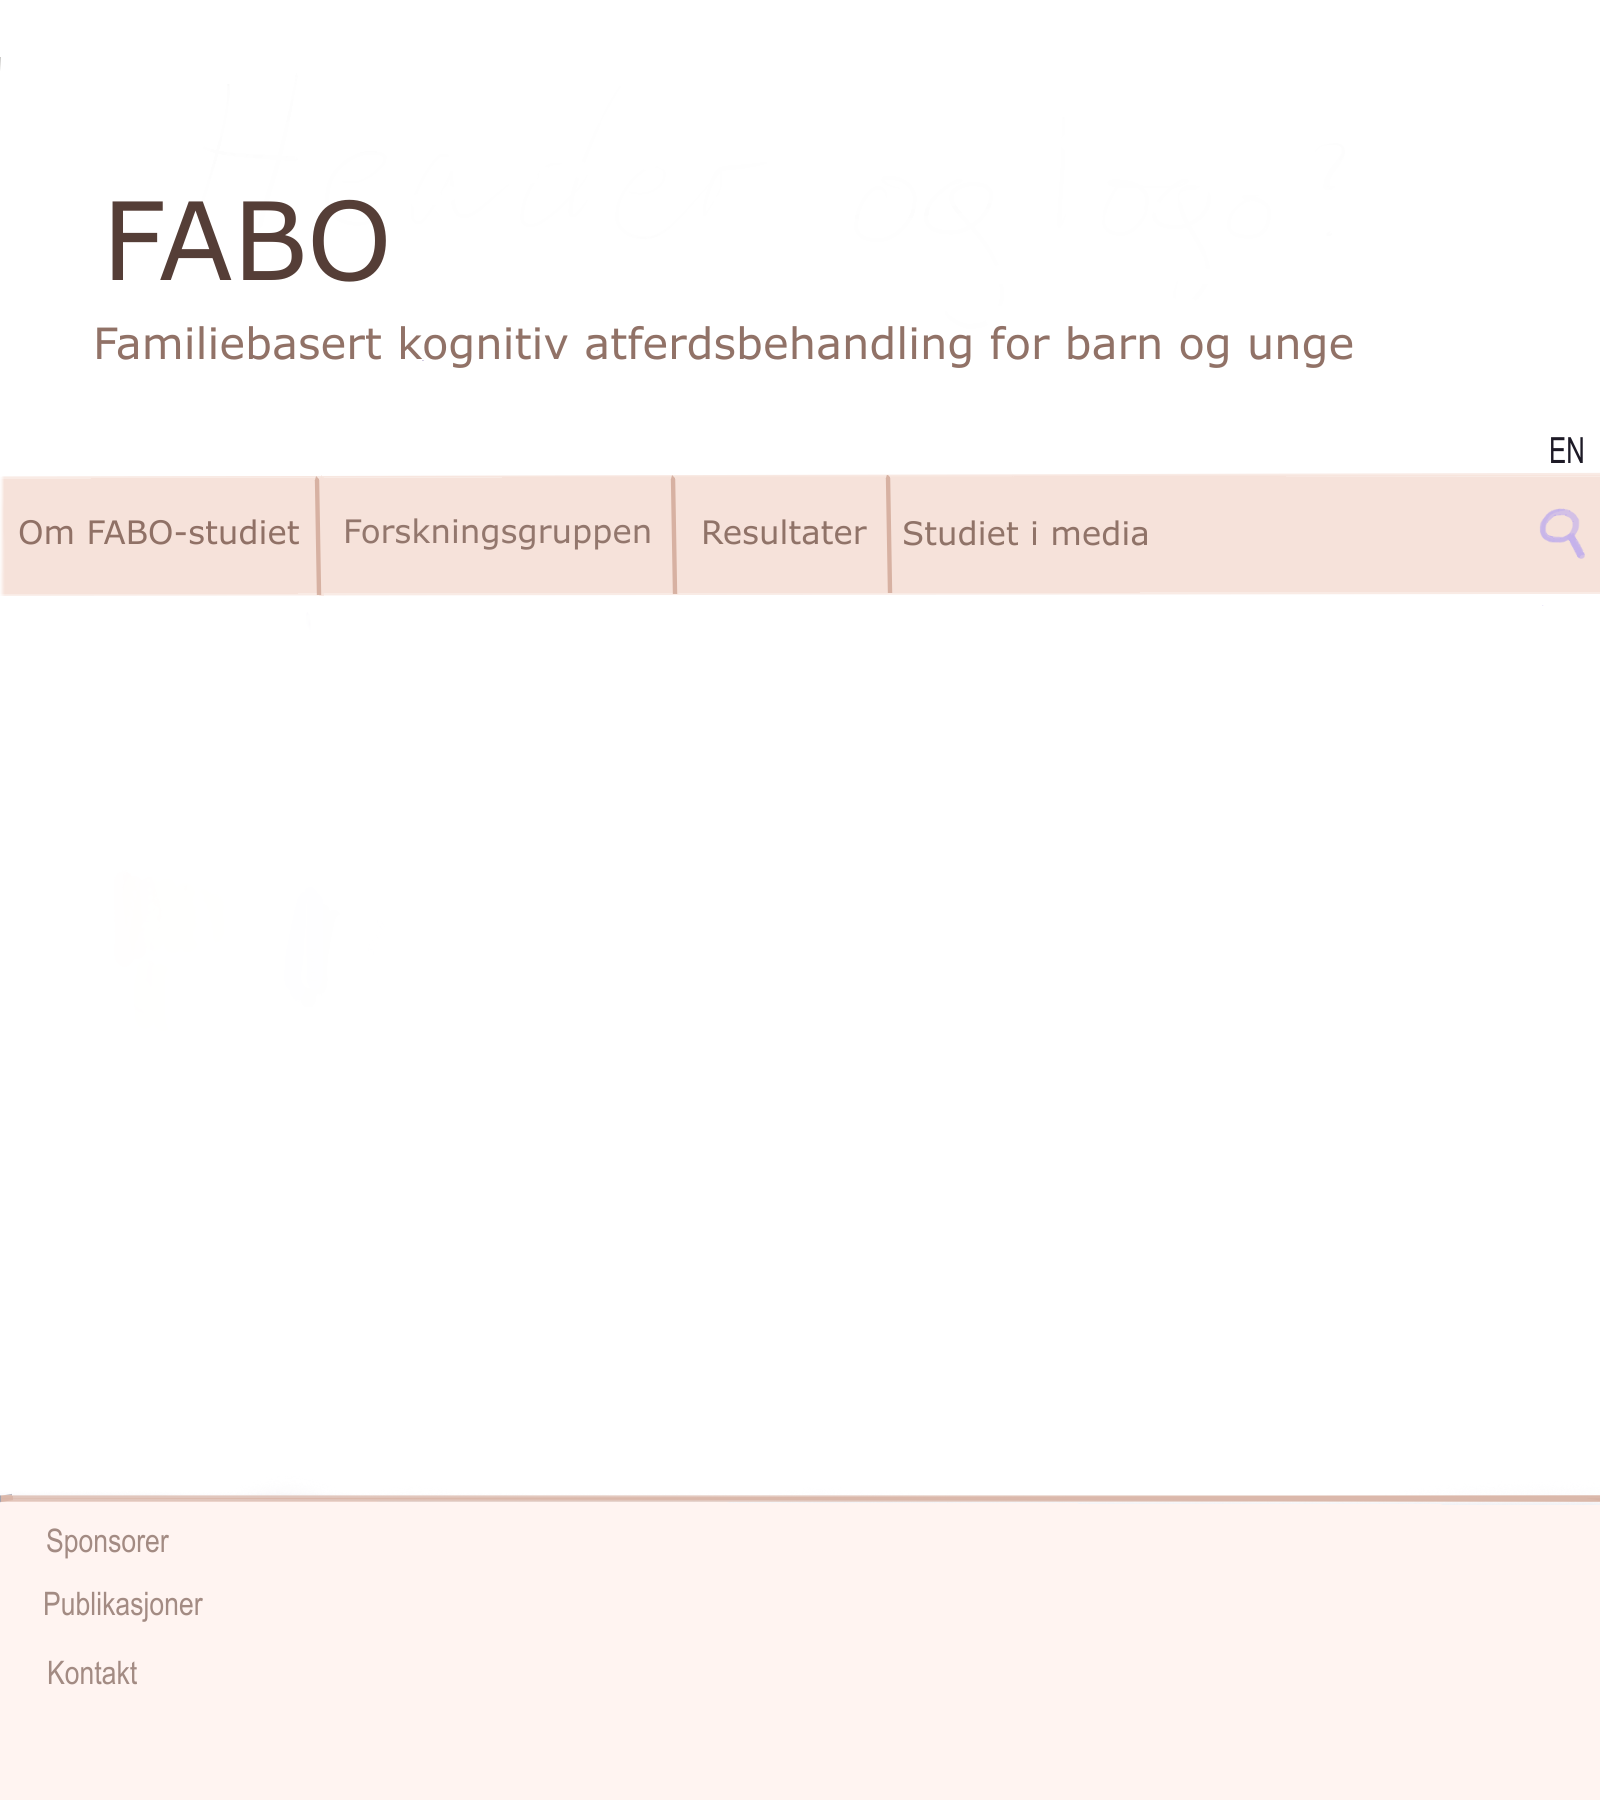 FABO
Familiebasert kognitiv atferdsbehandling for barn og unge
EN
Om FABO-studiet Forskningsgruppen Resultater Studiet i media
Sponsorer
Publikasjoner
Kontakt